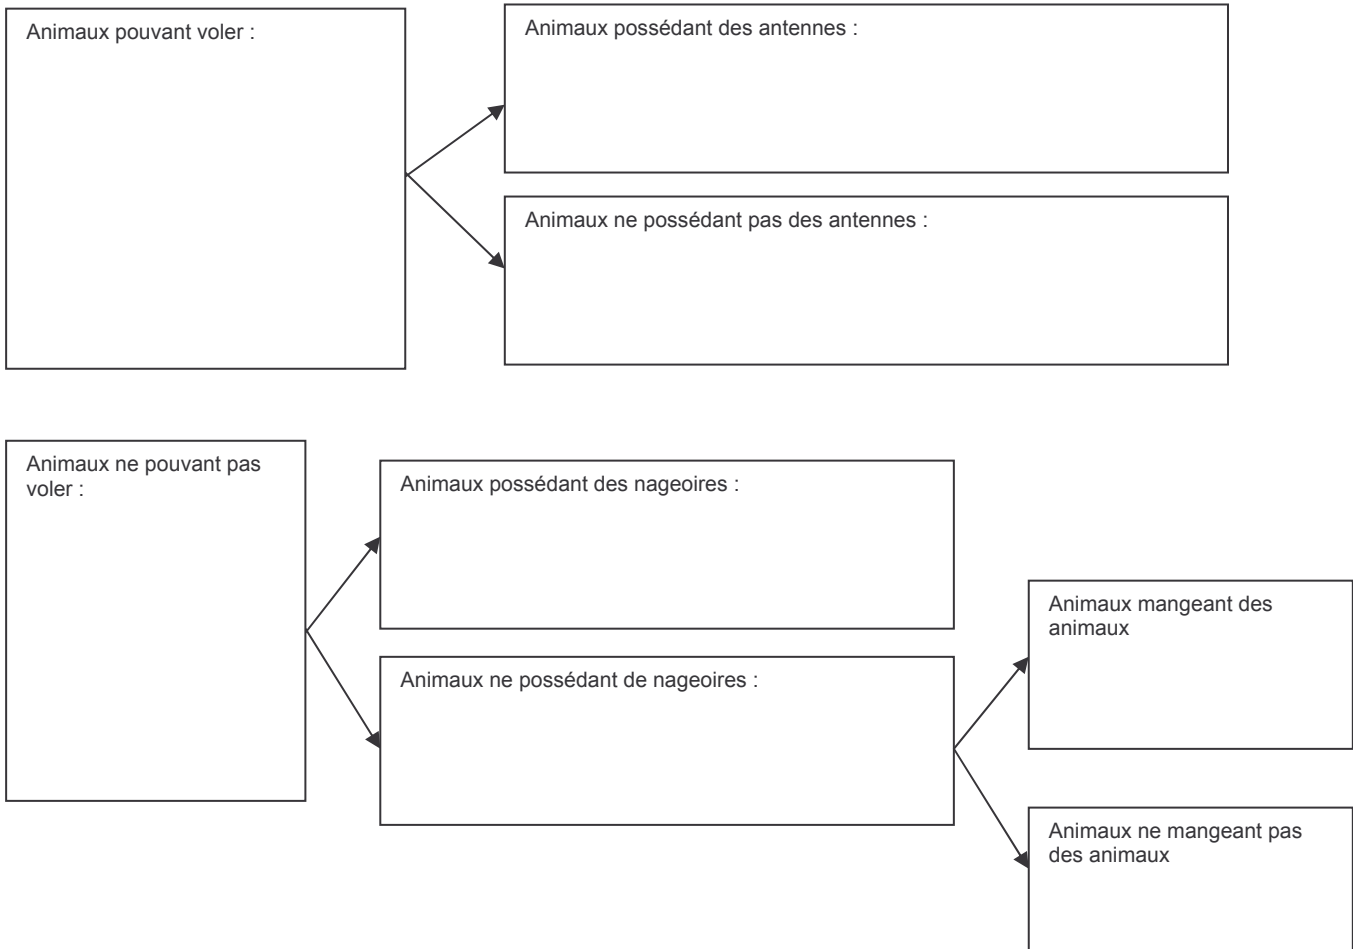 Animaux pouvant voler :
Animaux possédant des antennes :
Animaux ne possédant pas des antennes :
Animaux ne pouvant pas
voler :
Animaux possédant des nageoires :
Animaux ne possédant de nageoires :
Animaux mangeant des
animaux
Animaux ne mangeant pas
des animaux